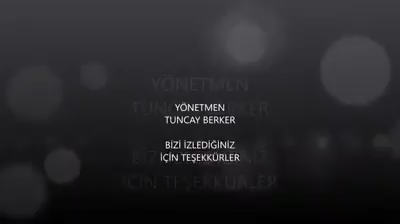 YÖNETMEN
TUNCAY BERKER
BİZİ İZLEDİĞİNİZ
İÇİN TEŞEKKÜRLER